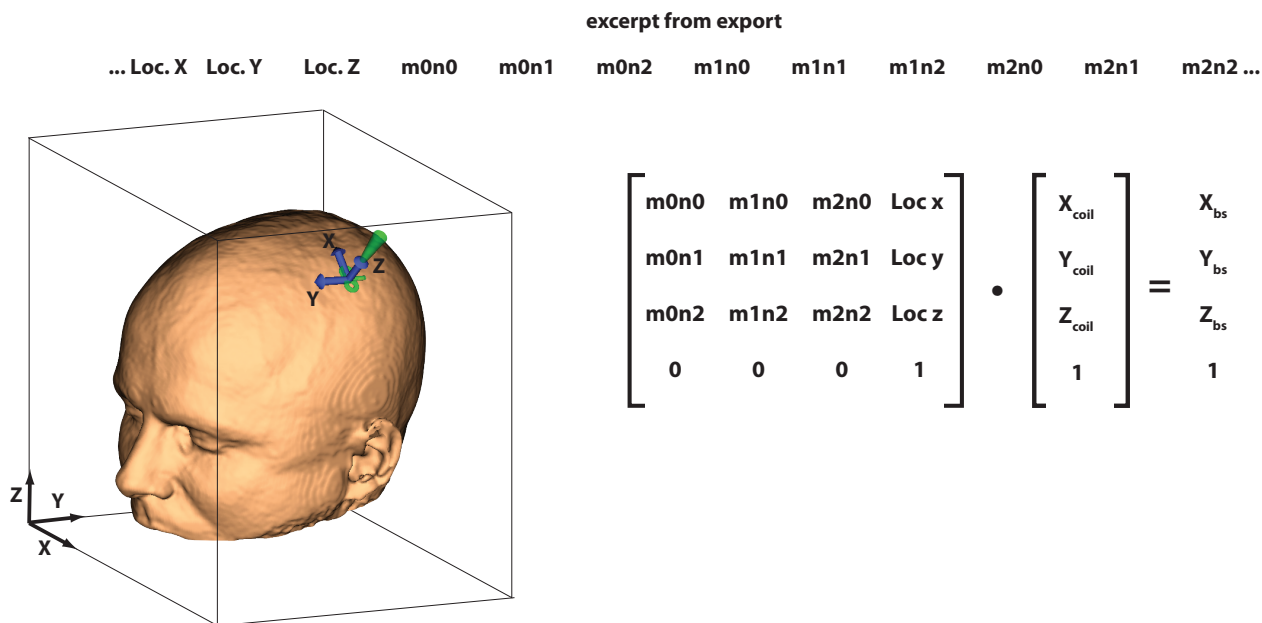 excerpt from export
... Loc. X Loc. Y Loc. Z m0n0 m0n1 m0n2 m1n0 m1n1 m1n2 m2n0 m2n1 m2n2 ...
X
Z
Y
Z
Y
X
m0n0 m1n0 m2n0 Loc x
m0n1 m1n1 m2n1 Loc y
m0n2 m1n2 m2n2 Loc z
0 0 0 1
•
Xcoil
Ycoil
Zcoil
1
=
Xbs
Ybs
Zbs
1